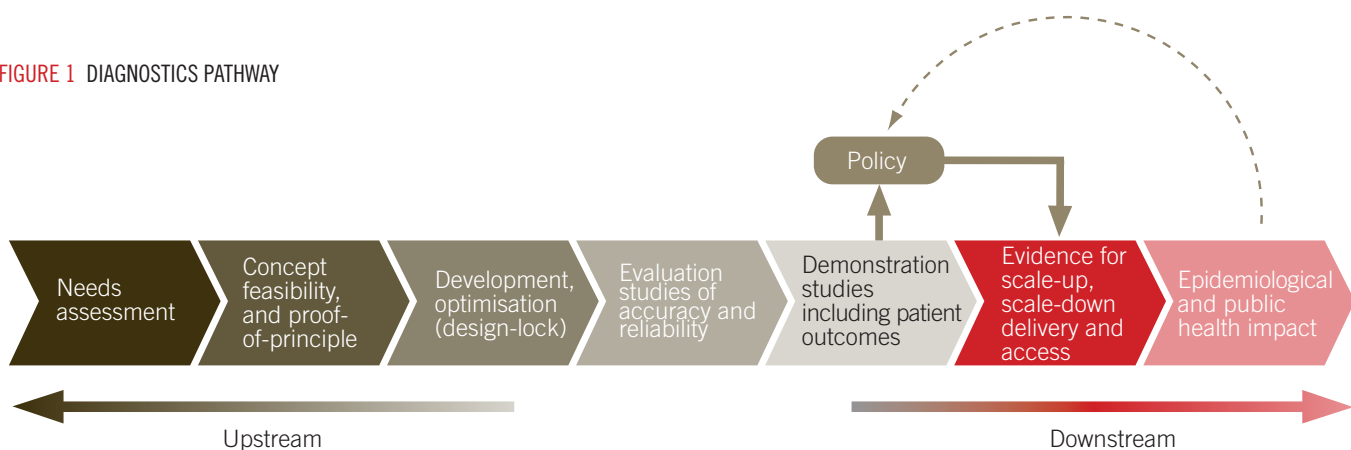 FIGURE 1 DIAGNOSTICS PATHWAY
Policy
Needs
assessment
Concept
feasibility,
and proof-
of-principle
Development,
optimisation
(design-lock)
Evaluation
studies of
accuracy and
reliability
Demonstration
studies
including patient
outcomes
Evidence for
scale-up,
scale-down
delivery and
access
Epidemiological
and public
health impact
Upstream
Downstream